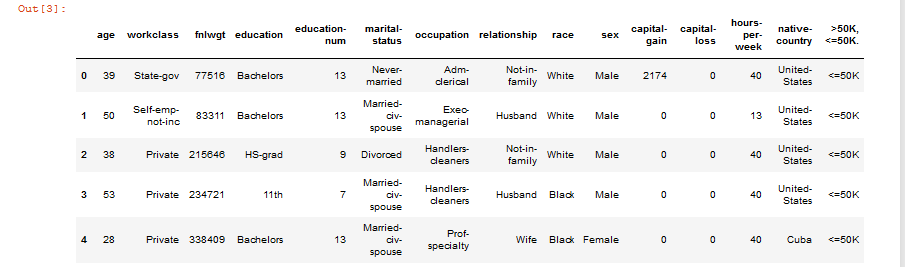 Out[3]:
age workclass fnlwgt education education-num marital-status occupation relationship race sex capital-gain capital-loss hours-per-week native-country >50K, <=50K.
0 39 State-gov 77516 Bachelors 13 Never-married Adm-clerical Not-in-family White Male 2174 0 40 United-States <=50K
1 50 Self-emp-not-inc 83311 Bachelors 13 Married-civ-spouse Exec-managerial Husband White Male 0 0 13 United-States <=50K
2 38 Private 215646 HS-grad 9 Divorced Handlers-cleaners Not-in-family White Male 0 0 40 United-States <=50K
3 53 Private 234721 11th 7 Married-civ-spouse Handlers-cleaners Husband Black Male 0 0 40 United-States <=50K
4 28 Private 338409 Bachelors 13 Married-civ-spouse Prof-specialty Wife Black Female 0 0 40 Cuba <=50K